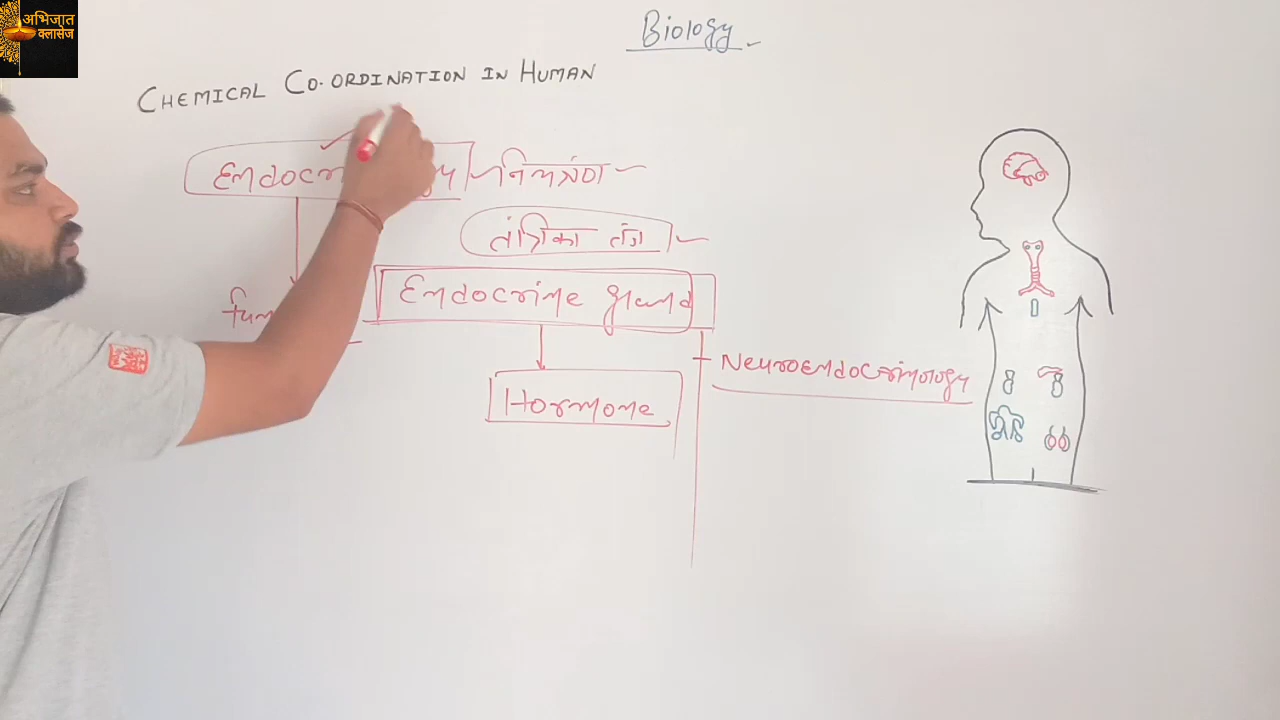 अभिजात
क्लासेज
Biology
CHEMICAL CO-ORDINATION IN HUMAN
नियंत्रण
तंत्रिका तंत्र
Endocrine gland
Neuroendocrinology
Hormone